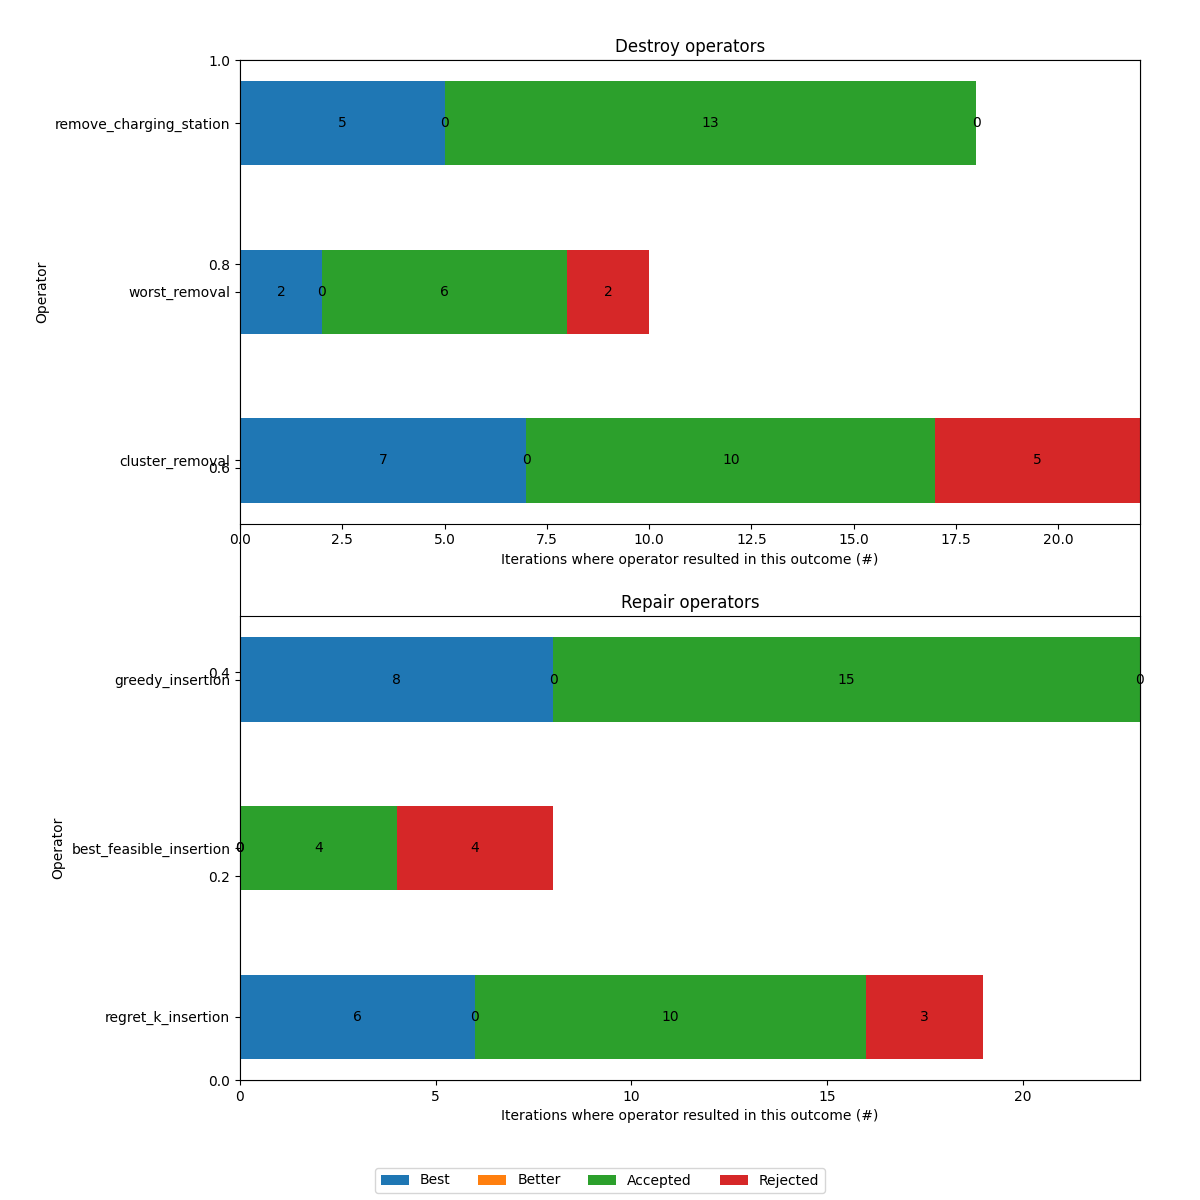 Destroy operators
1.0
remove_charging_station
5 0 13 0
0.8
worst_removal
2 0 6 2
Operator
cluster_removal
0.6
7 0 10 5
0.0 2.5 5.0 7.5 10.0 12.5 15.0 17.5 20.0
Iterations where operator resulted in this outcome (#)
Repair operators
0.4
greedy_insertion
8 0 15 0
best_feasible_insertion
0 0 4 4
Operator
0.2
regret_k_insertion
6 0 10 3
0.0
0 5 10 15 20
Iterations where operator resulted in this outcome (#)
Best Better Accepted Rejected